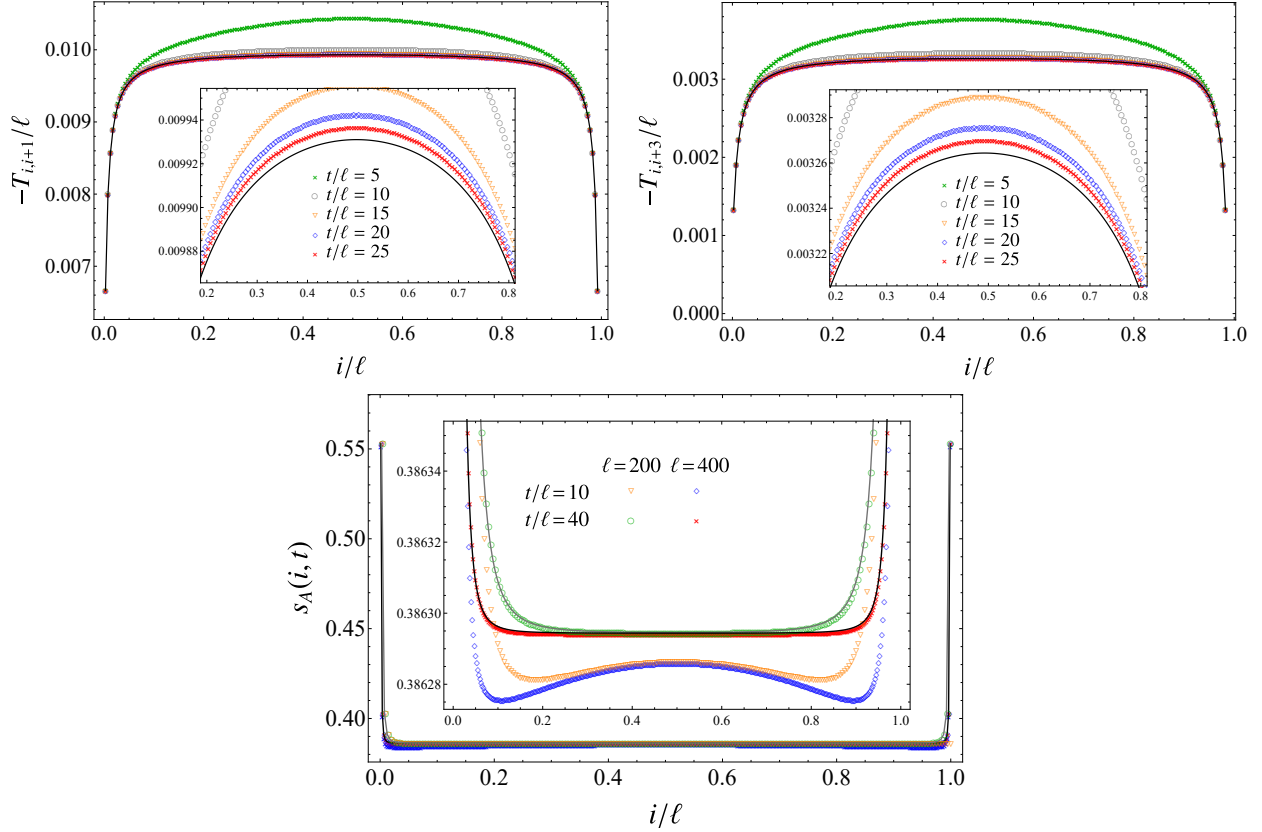 −T_{i,i+1}/ℓ
0.010
0.009
0.008
0.007
0.00994
0.00992
0.00990
0.00988
t/ℓ = 5
t/ℓ = 10
t/ℓ = 15
t/ℓ = 20
t/ℓ = 25
0.2 0.3 0.4 0.5 0.6 0.7 0.8
0.0 0.2 0.4 0.6 0.8 1.0
i/ℓ
−T_{i,i+3}/ℓ
0.003
0.002
0.001
0.000
0.00328
0.00326
0.00324
0.00322
t/ℓ = 5
t/ℓ = 10
t/ℓ = 15
t/ℓ = 20
t/ℓ = 25
0.2 0.3 0.4 0.5 0.6 0.7 0.8
0.0 0.2 0.4 0.6 0.8 1.0
i/ℓ
s_A(i, t)
0.55
0.50
0.45
0.40
0.38634
0.38632
0.38630
0.38628
ℓ=200 ℓ=400
t/ℓ=10
t/ℓ=40
0.0 0.2 0.4 0.6 0.8 1.0
0.0 0.2 0.4 0.6 0.8 1.0
i/ℓ